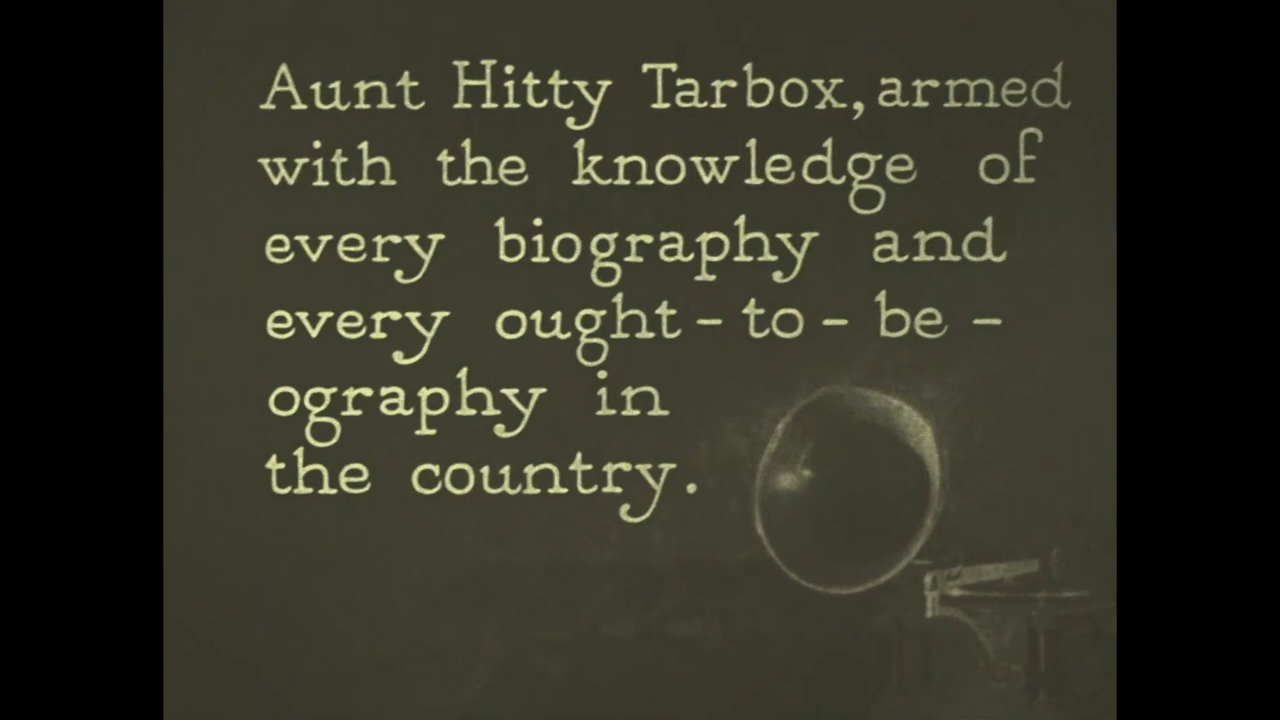 Aunt Hitty Tarbox, armed
with the knowledge of
every biography and
every ought-to-be-
ography in
the country.